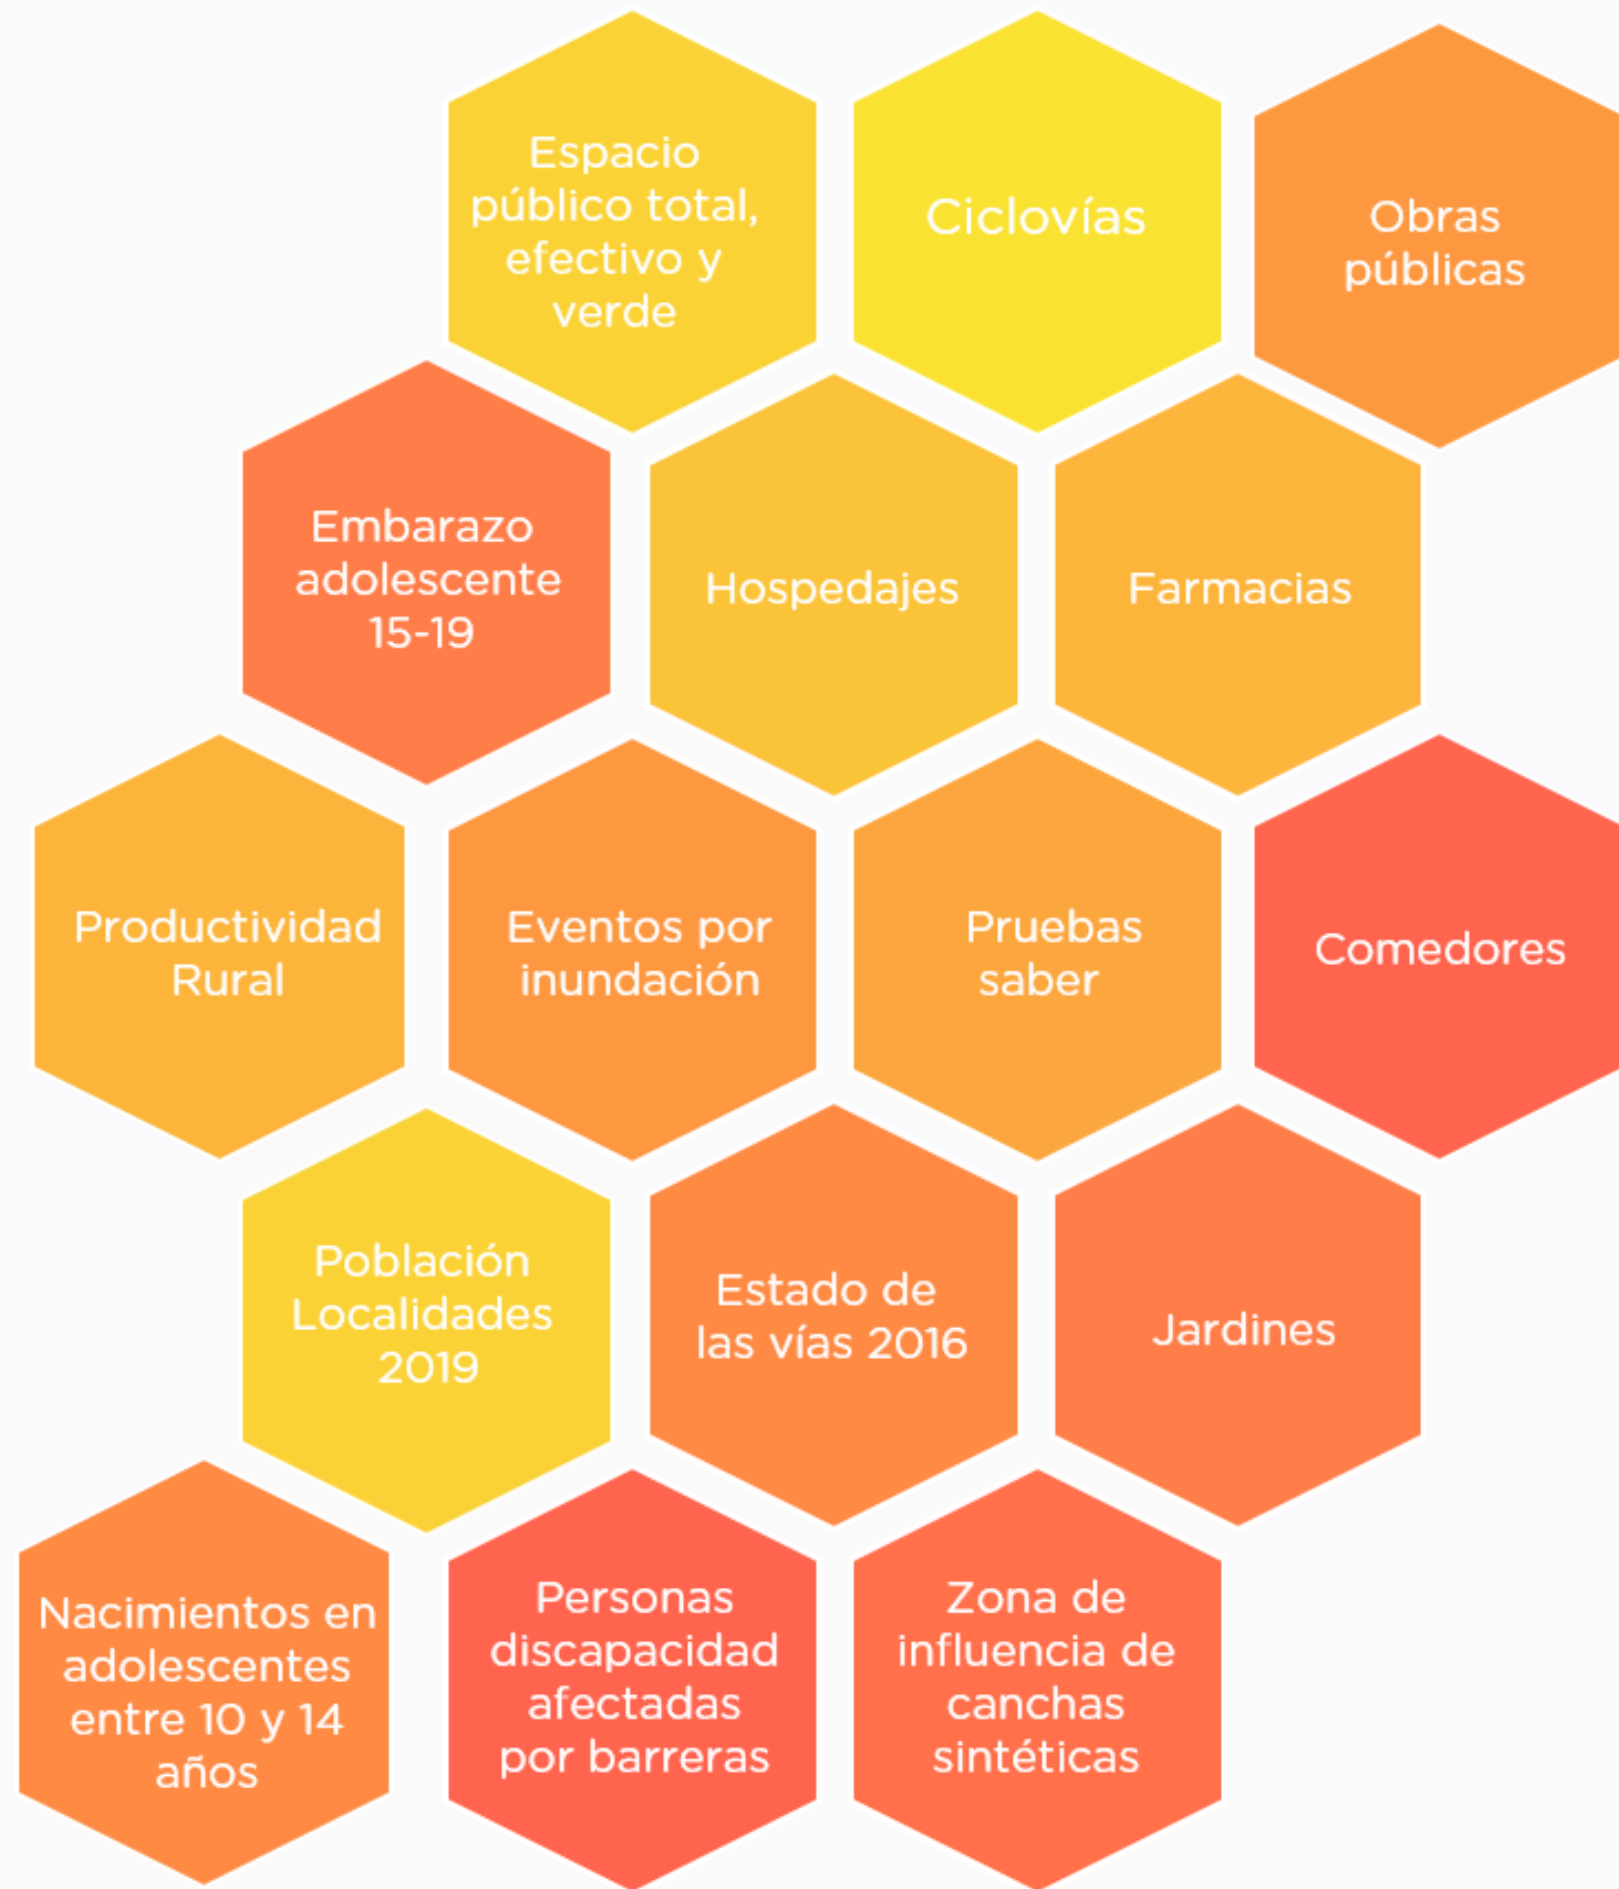 Espacio
público total,
efectivo y
verde
Ciclovías
Obras
públicas
Embarazo
adolescente
15-19
Hospedajes
Farmacias
Productividad
Rural
Eventos por
inundación
Pruebas
saber
Comedores
Población
Localidades
2019
Estado de
las vías 2016
Jardines
Nacimientos en
adolescentes
entre 10 y 14
años
Personas
discapacidad
afectadas
por barreras
Zona de
influencia de
canchas
sintéticas